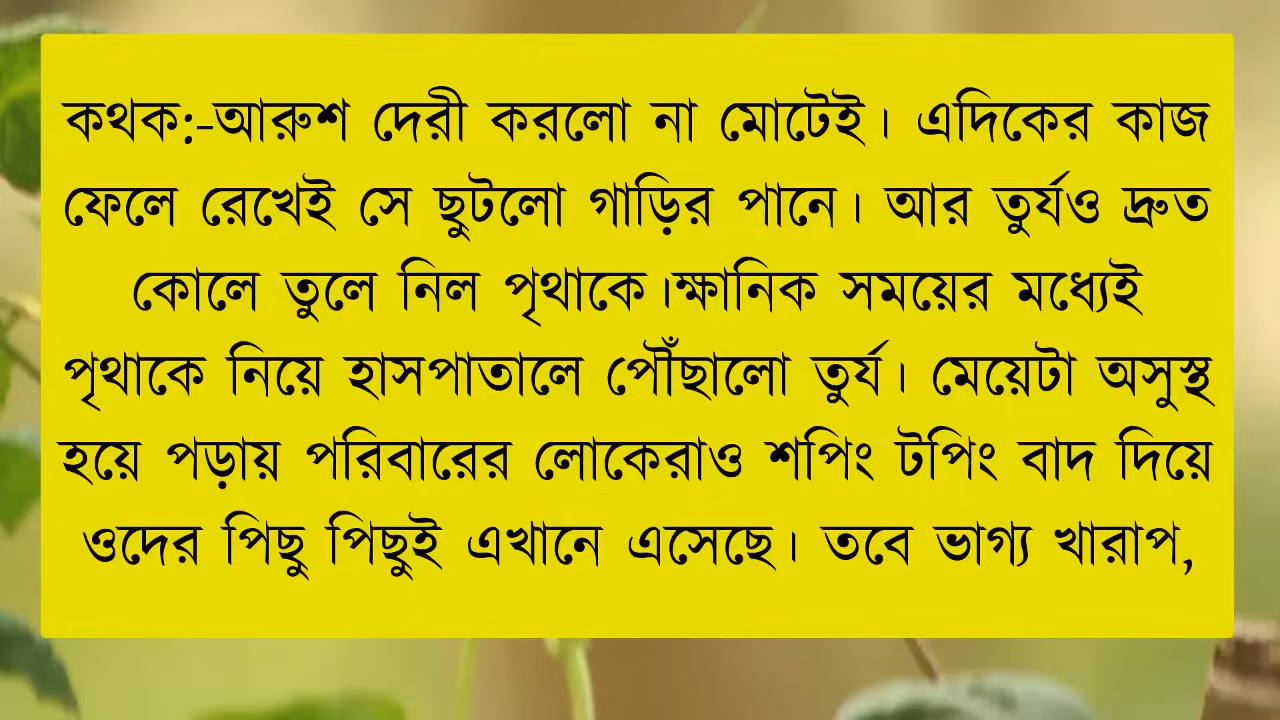 কথক:-আরুশ দেরী করলো না মোটেই। এদিকের কাজ
ফেলে রেখেই সে ছুটলো গাড়ির পানে। আর তুর্যও দ্রুত
কোলে তুলে নিল পৃথাকে।ক্ষানিক সময়ের মধ্যেই
পৃথাকে নিয়ে হাসপাতালে পৌঁছালো তুর্য। মেয়েটা অসুস্থ
হয়ে পড়ায় পরিবারের লোকেরাও শপিং টপিং বাদ দিয়ে
ওদের পিছু পিছুই এখানে এসেছে। তবে ভাগ্য খারাপ,